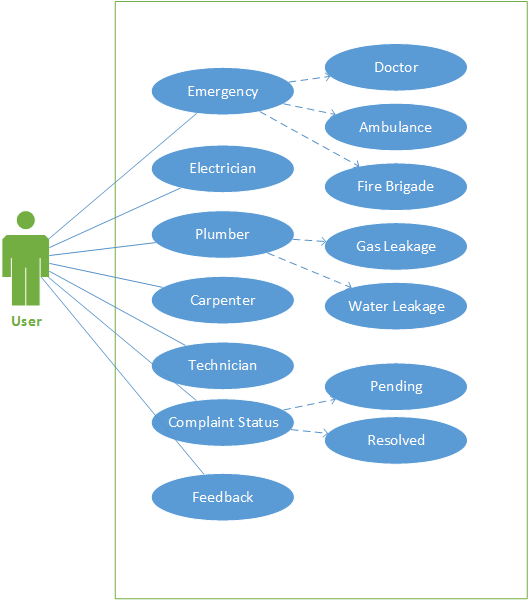 Doctor
Emergency
Ambulance
Electrician
Fire Brigade
Plumber
Gas Leakage
Carpenter
Water Leakage
User
Technician
Pending
Complaint Status
Resolved
Feedback